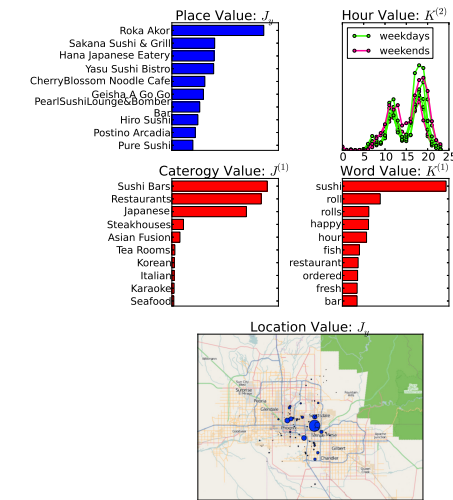 Place Value: J_y
Roka Akor
Sakana Sushi & Grill
Hana Japanese Eatery
Yasu Sushi Bistro
CherryBlossom Noodle Cafe
Geisha A Go Go
PearlSushiLounge&Bomber
Bar
Hiro Sushi
Postino Arcadia
Pure Sushi
Hour Value: K^(2)
weekdays
weekends
0 5 10 15 20 25
Caterogy Value: J^(1)
Sushi Bars
Restaurants
Japanese
Steakhouses
Asian Fusion
Tea Rooms
Korean
Italian
Karaoke
Seafood
Word Value: K^(1)
sushi
roll
rolls
happy
hour
fish
restaurant
ordered
fresh
bar
Location Value: J_y
Surprise
Peoria
Glendale
Gilbert
Chandler